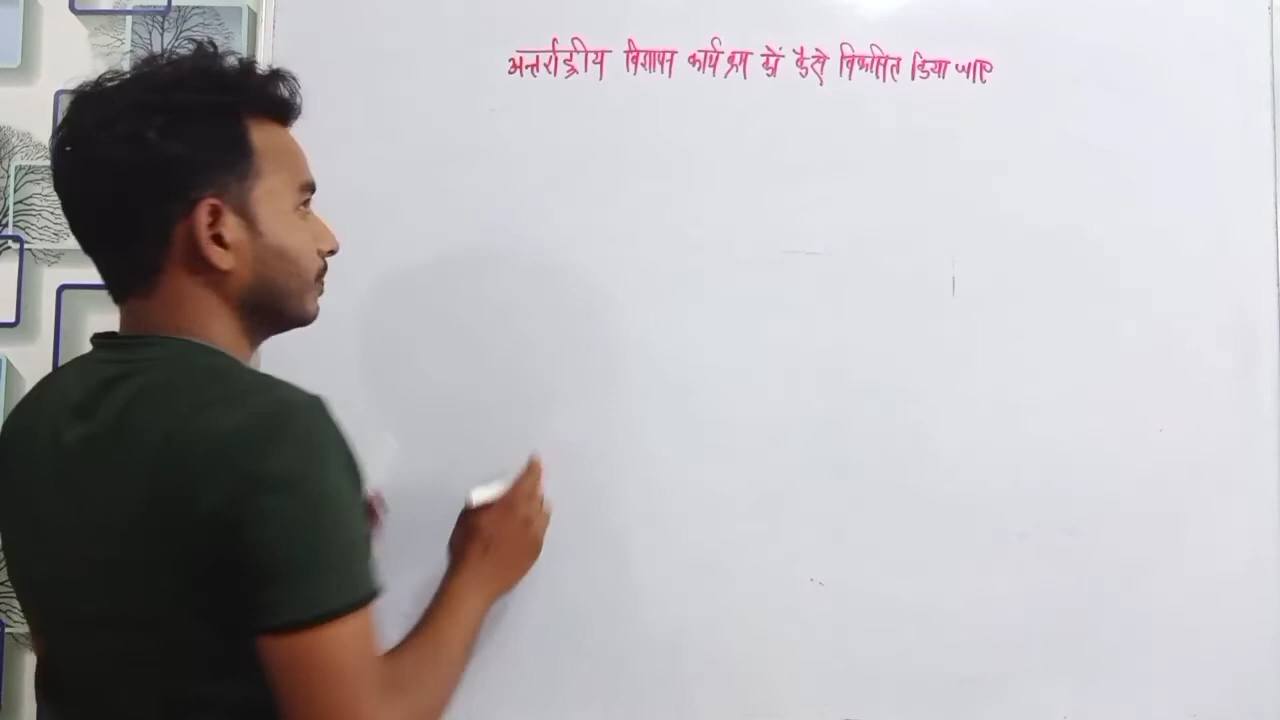 अन्तर्राष्ट्रीय विज्ञापन कार्यक्रम को कैसे विकसित किया जाए